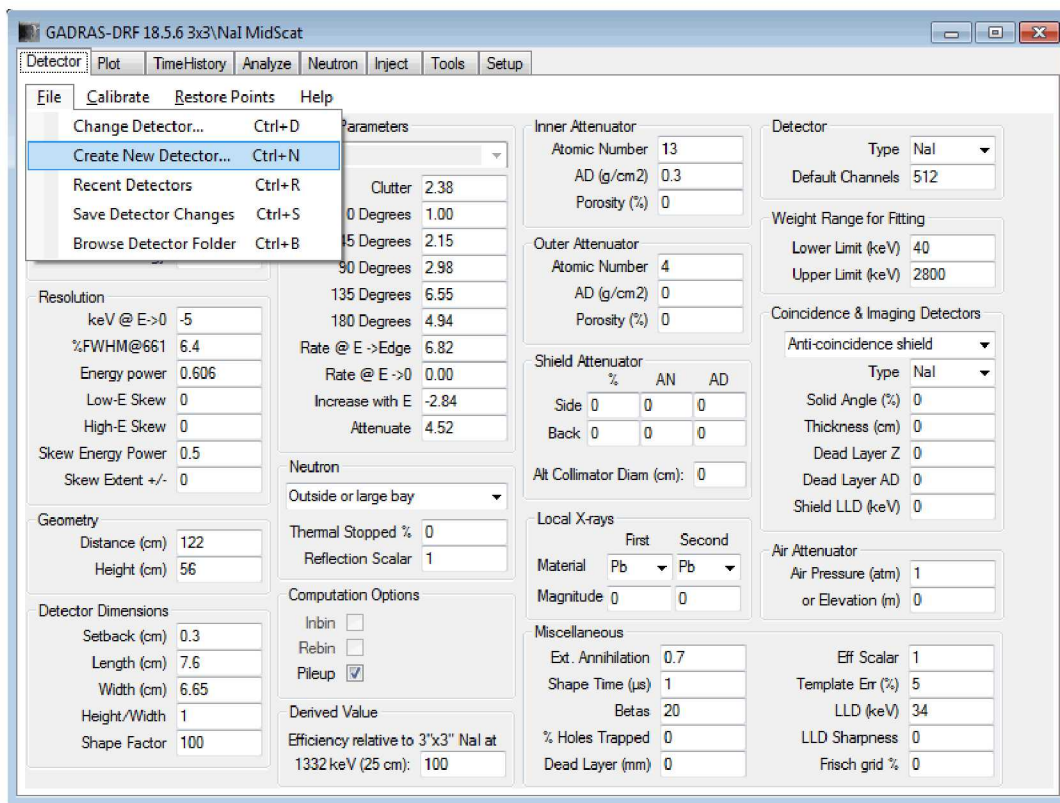 GADRAS-DRF 18.5.6 3x3\NaI MidScat
Detector Plot TimeHistory Analyze Neutron Inject Tools Setup
File Calibrate Restore Points Help
Change Detector... Ctrl+D
Create New Detector... Ctrl+N
Recent Detectors Ctrl+R
Save Detector Changes Ctrl+S
Browse Detector Folder Ctrl+B
Resolution
keV @ E->0 -5
%FWHM@661 6.4
Energy power 0.606
Low-E Skew 0
High-E Skew 0
Skew Energy Power 0.5
Skew Extent +/- 0
Geometry
Distance (cm) 122
Height (cm) 56
Detector Dimensions
Setback (cm) 0.3
Length (cm) 7.6
Width (cm) 6.65
Height/Width 1
Shape Factor 100
Parameters
Clutter 2.38
0 Degrees 1.00
45 Degrees 2.15
90 Degrees 2.98
135 Degrees 6.55
180 Degrees 4.94
Rate @ E ->Edge 6.82
Rate @ E ->0 0.00
Increase with E -2.84
Attenuate 4.52
Neutron
Outside or large bay
Thermal Stopped % 0
Reflection Scalar 1
Computation Options
Inbin
Rebin
Pileup
Derived Value
Efficiency relative to 3"x3" NaI at
1332 keV (25 cm): 100
Inner Attenuator
Atomic Number 13
AD (g/cm2) 0.3
Porosity (%) 0
Outer Attenuator
Atomic Number 4
AD (g/cm2) 0
Porosity (%) 0
Shield Attenuator
% AN AD
Side 0 0 0
Back 0 0 0
Alt Collimator Diam (cm): 0
Local X-rays
First Second
Material Pb Pb
Magnitude 0 0
Detector
Type NaI
Default Channels 512
Weight Range for Fitting
Lower Limit (keV) 40
Upper Limit (keV) 2800
Coincidence & Imaging Detectors
Anti-coincidence shield
Type NaI
Solid Angle (%) 0
Thickness (cm) 0
Dead Layer Z 0
Dead Layer AD 0
Shield LLD (keV) 0
Air Attenuator
Air Pressure (atm) 1
or Elevation (m) 0
Miscellaneous
Ext. Annihilation 0.7 Eff Scalar 1
Shape Time (µs) 1 Template Err (%) 5
Betas 20 LLD (keV) 34
% Holes Trapped 0 LLD Sharpness 0
Dead Layer (mm) 0 Frisch grid % 0